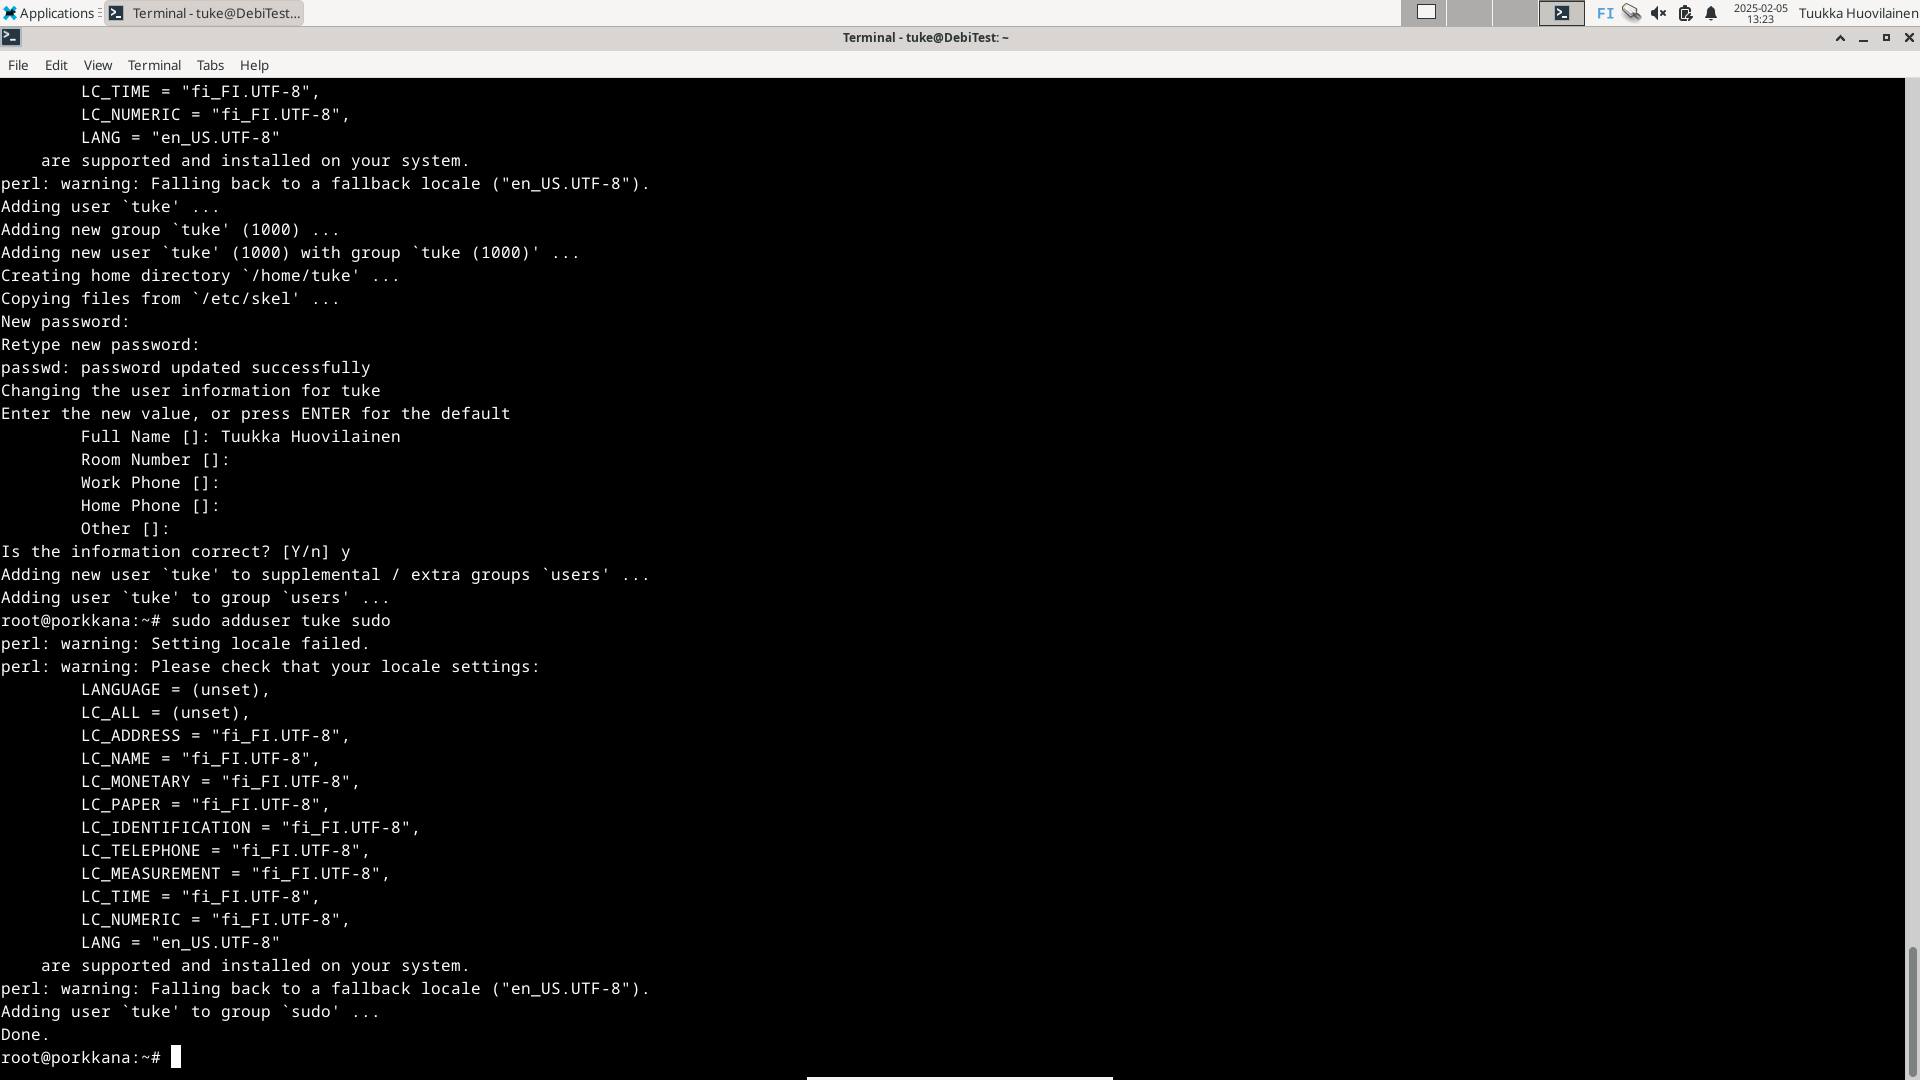 Applications
Terminal - tuke@DebiTest...
FI
2025-02-05
13:23
Tuukka Huovilainen
Terminal - tuke@DebiTest: ~
File Edit View Terminal Tabs Help
        LC_TIME = "fi_FI.UTF-8",
        LC_NUMERIC = "fi_FI.UTF-8",
        LANG = "en_US.UTF-8"
    are supported and installed on your system.
perl: warning: Falling back to a fallback locale ("en_US.UTF-8").
Adding user `tuke' ...
Adding new group `tuke' (1000) ...
Adding new user `tuke' (1000) with group `tuke (1000)' ...
Creating home directory `/home/tuke' ...
Copying files from `/etc/skel' ...
New password:
Retype new password:
passwd: password updated successfully
Changing the user information for tuke
Enter the new value, or press ENTER for the default
        Full Name []: Tuukka Huovilainen
        Room Number []:
        Work Phone []:
        Home Phone []:
        Other []:
Is the information correct? [Y/n] y
Adding new user `tuke' to supplemental / extra groups `users' ...
Adding user `tuke' to group `users' ...
root@porkkana:~# sudo adduser tuke sudo
perl: warning: Setting locale failed.
perl: warning: Please check that your locale settings:
        LANGUAGE = (unset),
        LC_ALL = (unset),
        LC_ADDRESS = "fi_FI.UTF-8",
        LC_NAME = "fi_FI.UTF-8",
        LC_MONETARY = "fi_FI.UTF-8",
        LC_PAPER = "fi_FI.UTF-8",
        LC_IDENTIFICATION = "fi_FI.UTF-8",
        LC_TELEPHONE = "fi_FI.UTF-8",
        LC_MEASUREMENT = "fi_FI.UTF-8",
        LC_TIME = "fi_FI.UTF-8",
        LC_NUMERIC = "fi_FI.UTF-8",
        LANG = "en_US.UTF-8"
    are supported and installed on your system.
perl: warning: Falling back to a fallback locale ("en_US.UTF-8").
Adding user `tuke' to group `sudo' ...
Done.
root@porkkana:~#